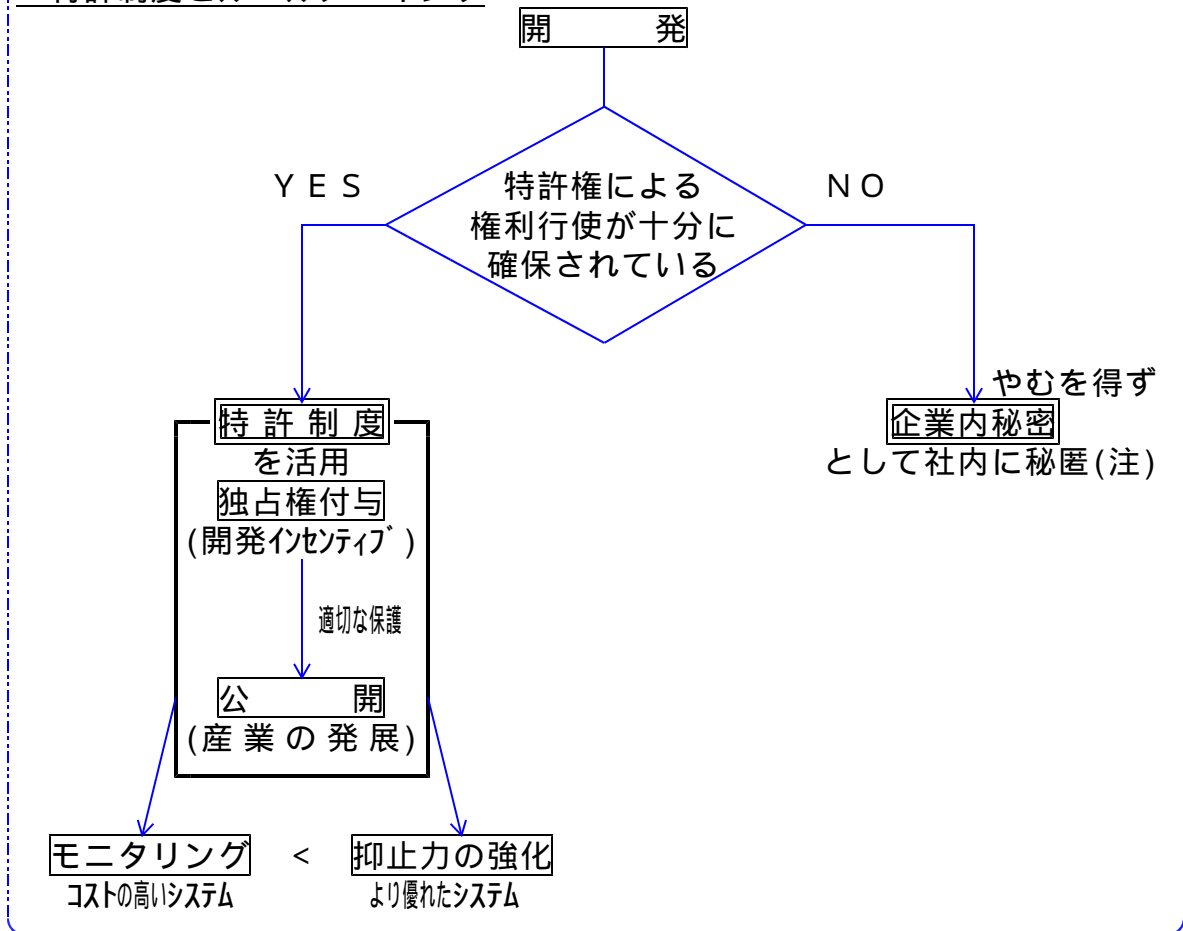 開　　　発
ＹＥＳ
特許権による
権利行使が十分に
確保されている
ＮＯ
やむを得ず
企業内秘密
として社内に秘匿(注)
特許制度
を活用
独占権付与
(開発インセンティブ)
適切な保護
公　　　開
(産業の発展)
モニタリング　<　抑止力の強化
コストの高いシステム　より優れたシステム